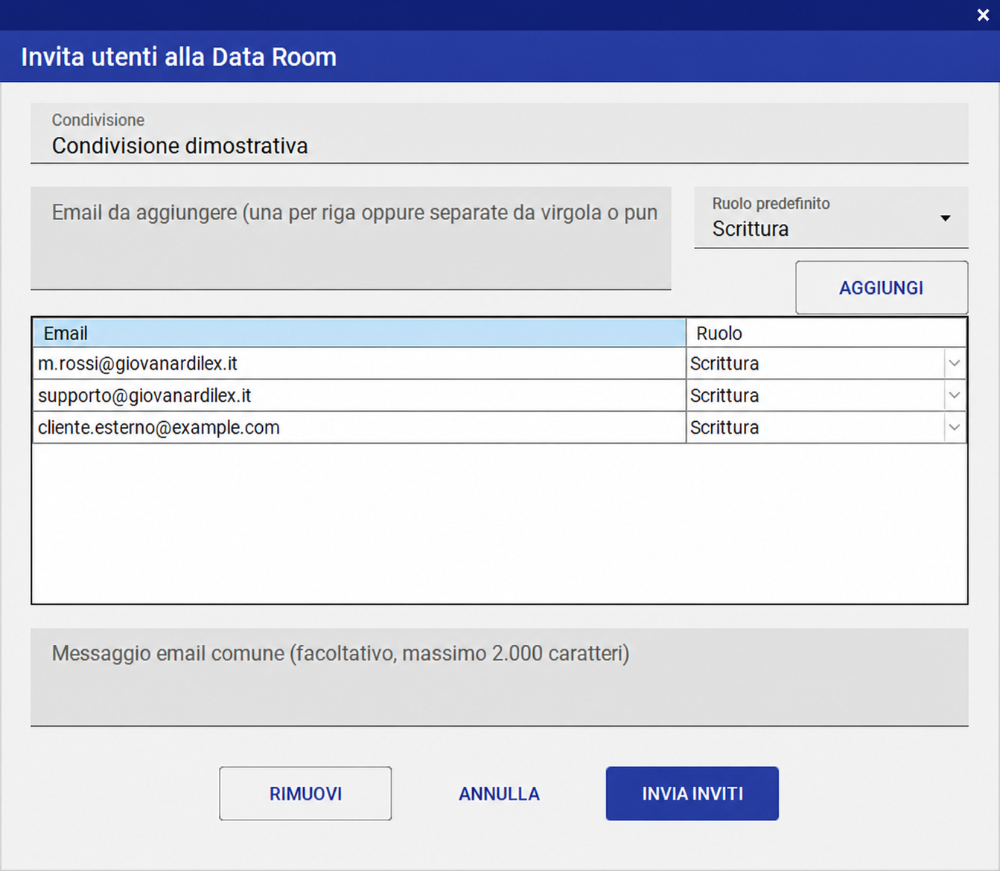 ×
Invita utenti alla Data Room
Condivisione
Condivisione dimostrativa
Email da aggiungere (una per riga oppure separate da virgola o pun
Ruolo predefinito
Scrittura
AGGIUNGI
Email Ruolo
m.rossi@giovanardilex.it Scrittura
supporto@giovanardilex.it Scrittura
cliente.esterno@example.com Scrittura
Messaggio email comune (facoltativo, massimo 2.000 caratteri)
RIMUOVI ANNULLA INVIA INVITI